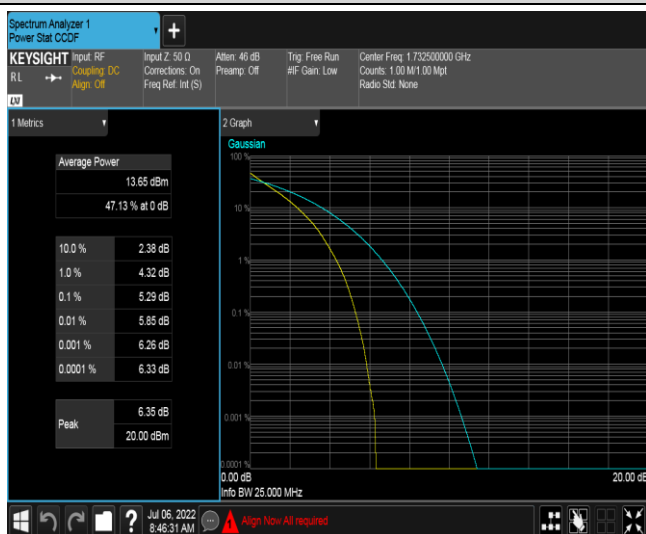 Spectrum Analyzer 1
Power Stat CCDF
+
KEYSIGHT
RL
LXI
Input: RF
Coupling: DC
Align: Off
Input Z: 50 Ω
Corrections: On
Freq Ref: Int (S)
Atten: 46 dB
Preamp: Off
Trig: Free Run
#IF Gain: Low
Center Freq: 1.732500000 GHz
Counts: 1.00 M/1.00 Mpt
Radio Std: None
1 Metrics
Average Power
13.65 dBm
47.13 % at 0 dB
10.0 % 2.38 dB
1.0 % 4.32 dB
0.1 % 5.29 dB
0.01 % 5.85 dB
0.001 % 6.26 dB
0.0001 % 6.33 dB
Peak
6.35 dB
20.00 dBm
2 Graph
Gaussian
100 %
10 %
1 %
0.1 %
0.01 %
0.001 %
0.0001 %
0.00 dB
20.00 dB
Info BW 25.000 MHz
?
Jul 06, 2022
8:46:31 AM
Align Now All required